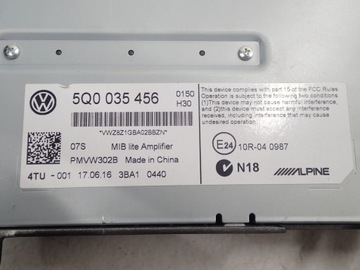 5Q0 035 456
0150
H30
*VWZ8Z1GBA02BBZN*
07S MIB lite Amplifier
PMVW302B Made in China
4TU - 001 17.06.16 3BA1 0440
This device complies with part 15 of the FCC Rules
Operation is subject to the following two conditions
(1) This device may not cause harmful
interference, and
(2) this device must accept any interference
received, including interference that may cause
undesired operation.
E24 10R-04 0987
N18 ALPINE